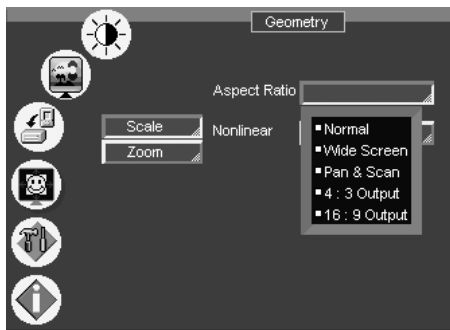 Geometry
Aspect Ratio
Scale
Nonlinear
Zoom
Normal
Wide Screen
Pan & Scan
4 : 3 Output
16 : 9 Output